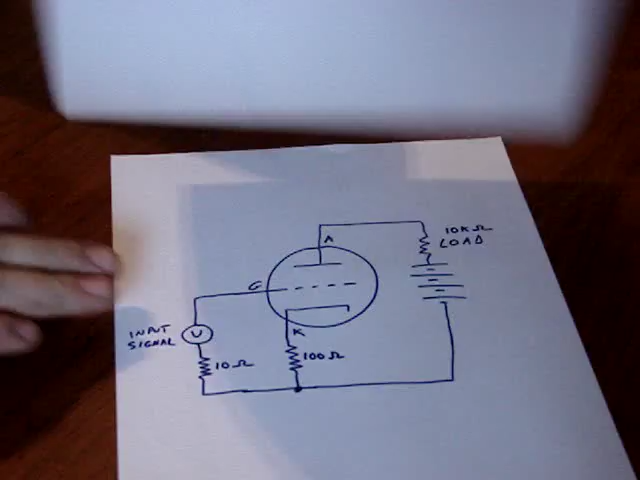 A
10KΩ
LOAD
G
INPUT
SIGNAL
V
K
10Ω
100Ω